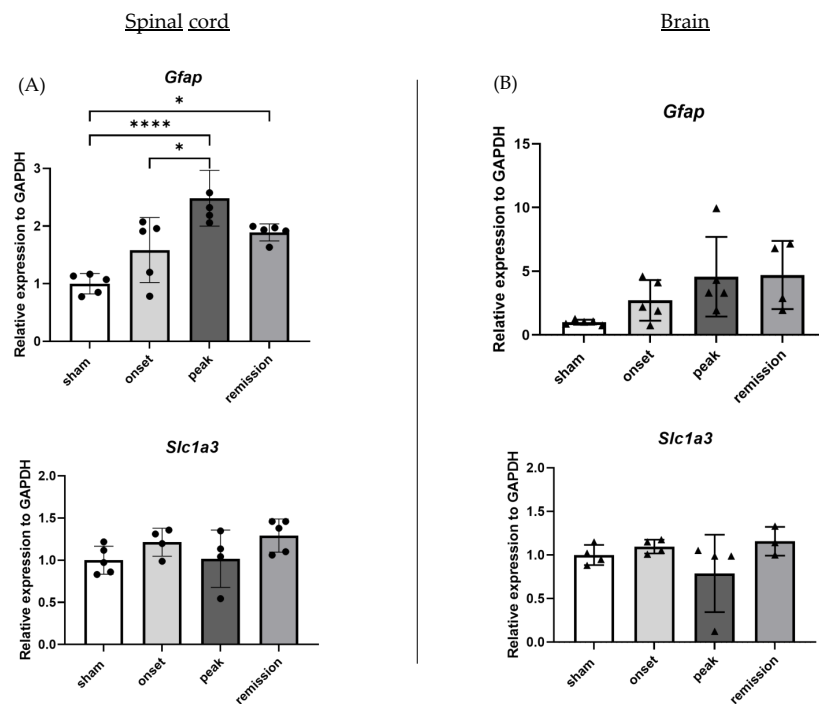 Spinal cord
Brain
(A)
Gfap
*
****
*
Relative expression to GAPDH
3
2
1
0
sham
onset
peak
remission
(B)
Gfap
Relative expression to GAPDH
15
10
5
0
sham
onset
peak
remission
Slc1a3
Relative expression to GAPDH
2.0
1.5
1.0
0.5
0.0
sham
onset
peak
remission
Slc1a3
Relative expression to GAPDH
2.0
1.5
1.0
0.5
0.0
sham
onset
peak
remission